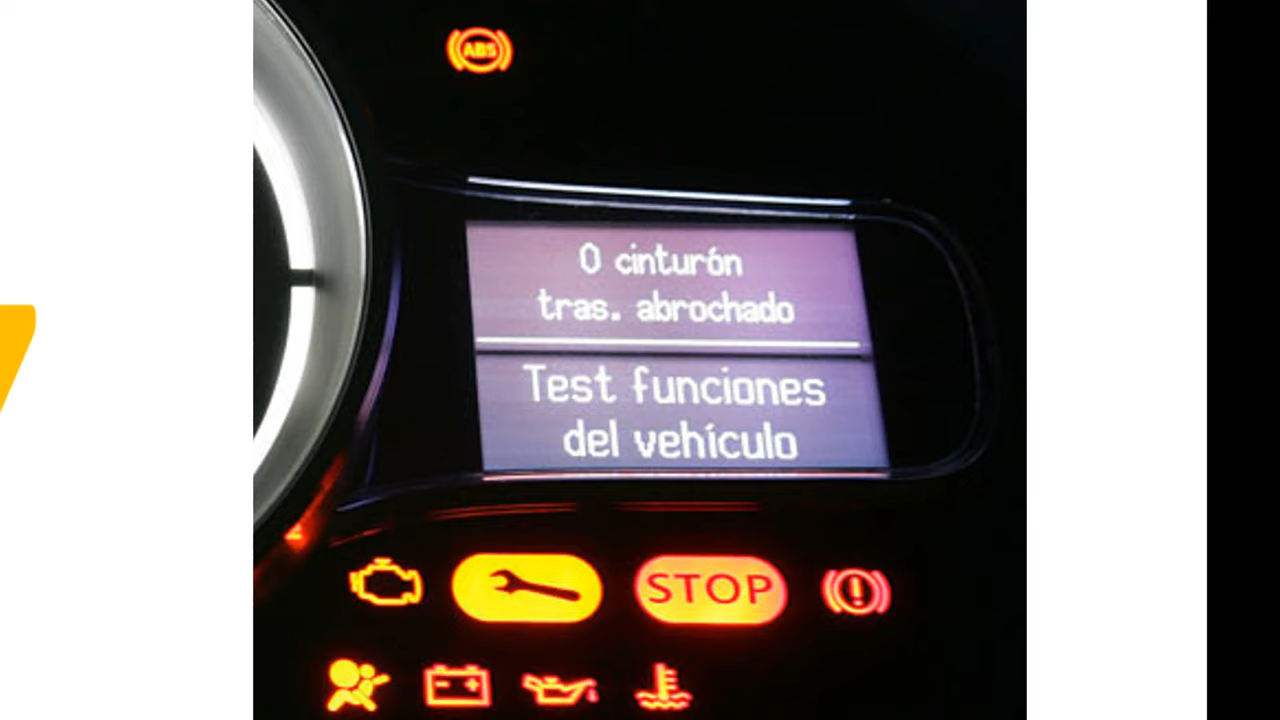 ABS
0 cinturón
tras. abrochado
Test funciones
del vehículo
STOP